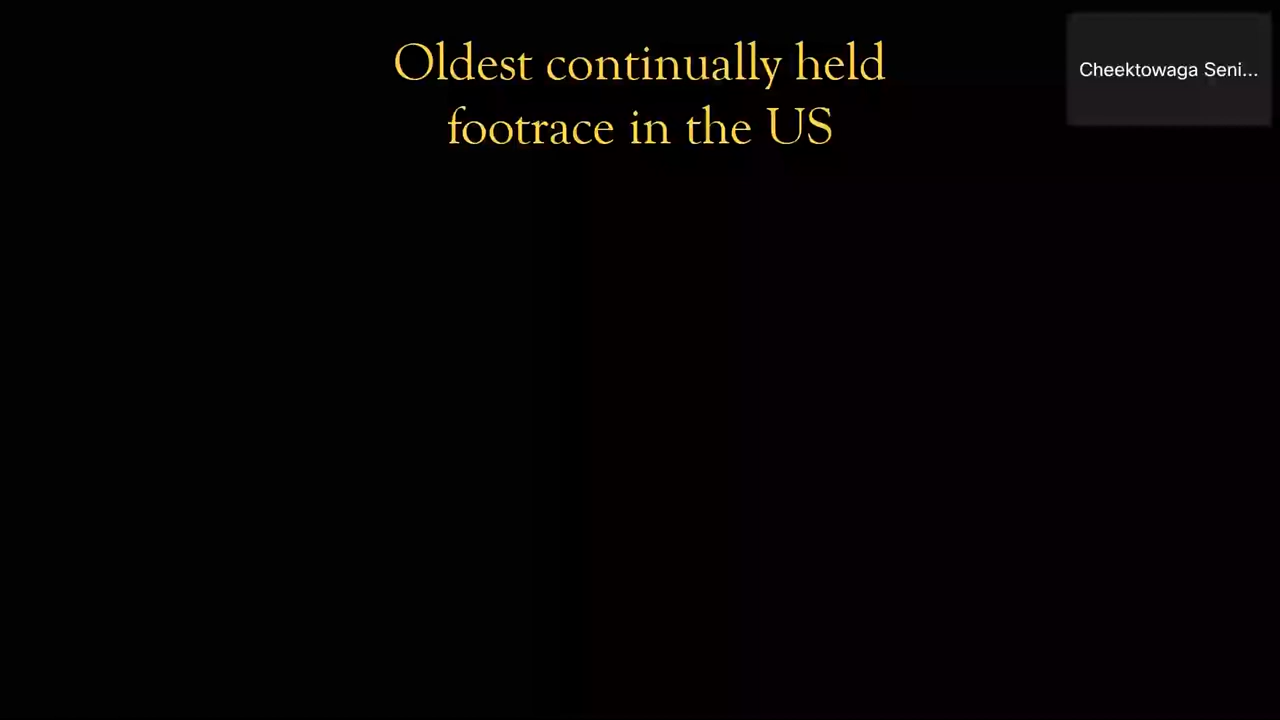 Oldest continually held
footrace in the US
Cheektowaga Seni...